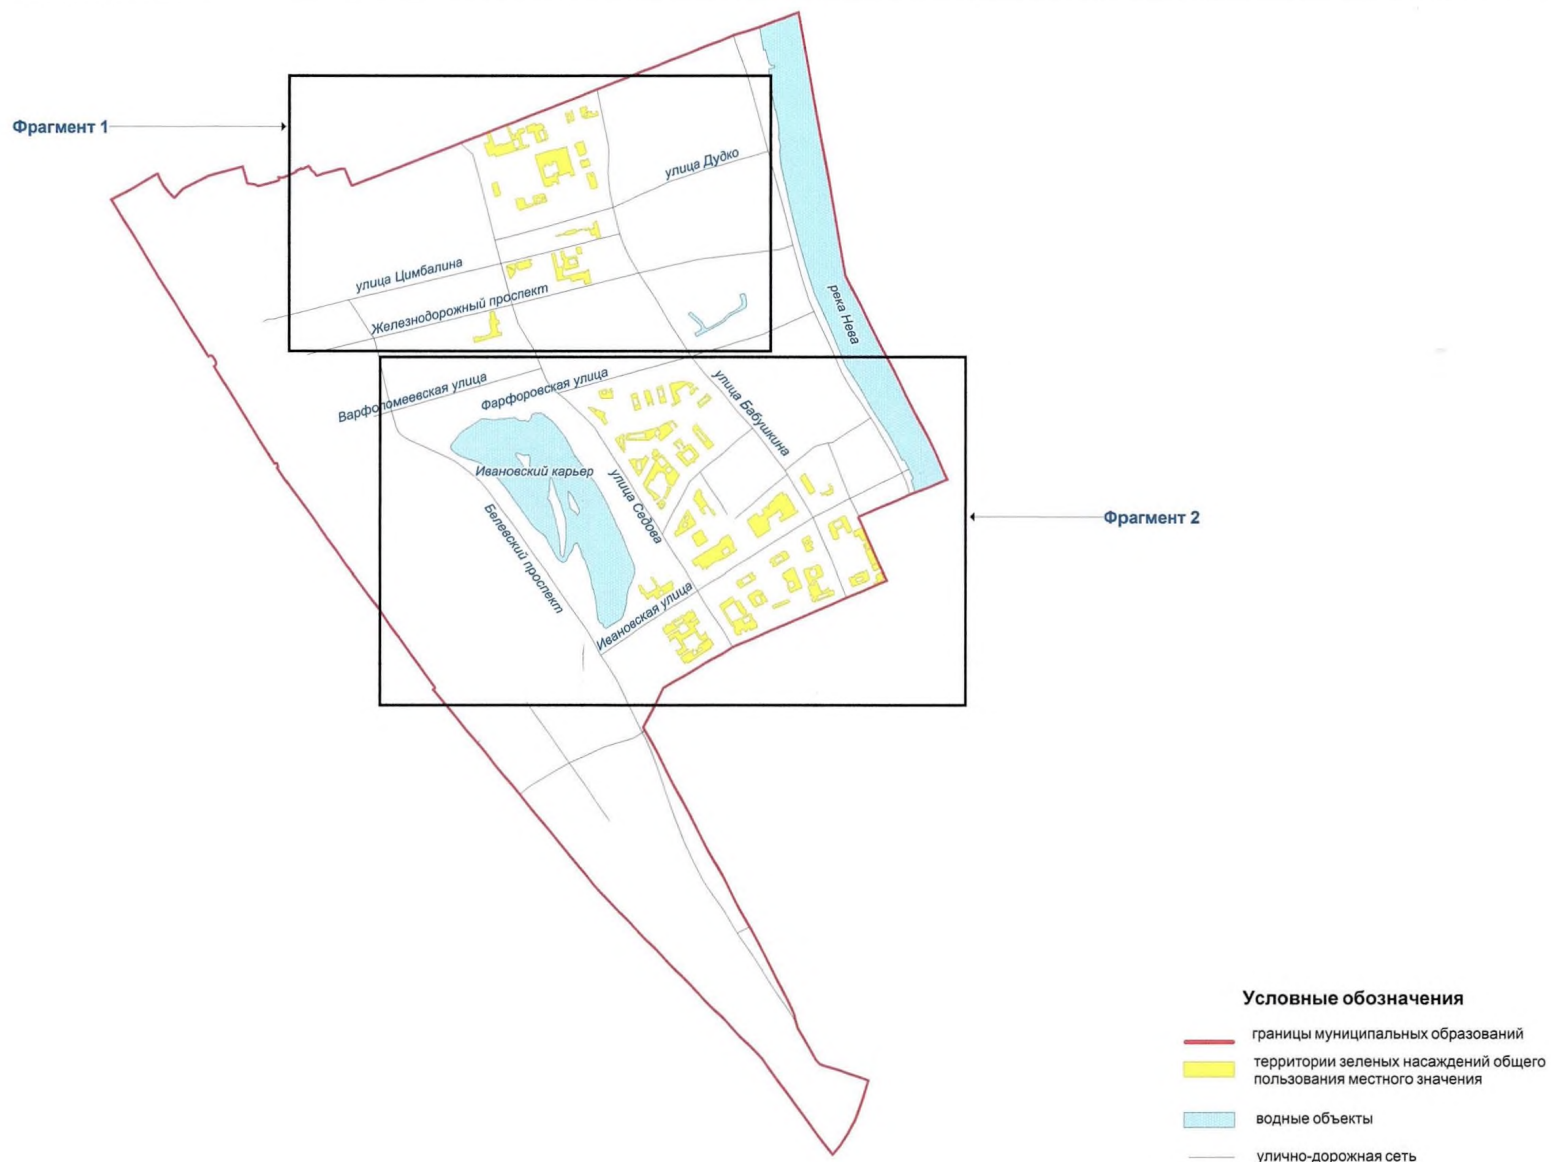 Фрагмент 1
улица Дудко
улица Цимбалина
Железнодорожный проспект
река Нева
Варфоломеевская улица
Фарфоровская улица
улица Бабушкина
Ивановский карьер
улица Седова
Белевский проспект
Ивановская улица
Фрагмент 2
Условные обозначения
границы муниципальных образований
территории зеленых насаждений общего
пользования местного значения
водные объекты
улично-дорожная сеть